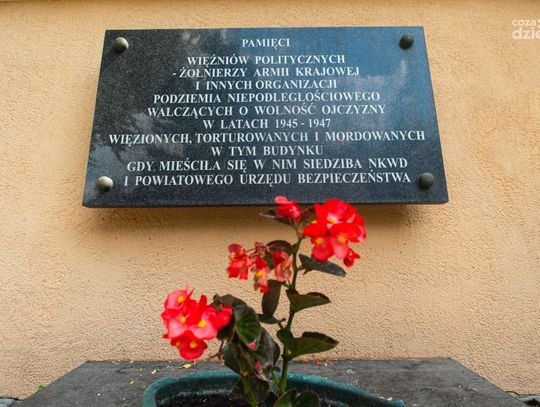 PAMIĘCI
WIĘŹNIÓW POLITYCZNYCH
- ŻOŁNIERZY ARMII KRAJOWEJ
I INNYCH ORGANIZACJI
PODZIEMIA NIEPODLEGŁOŚCIOWEGO
WALCZĄCYCH O WOLNOŚĆ OJCZYZNY
W LATACH 1945 - 1947
WIĘZIONYCH, TORTUROWANYCH I MORDOWANYCH
W TYM BUDYNKU
GDY MIEŚCIŁA SIĘ W NIM SIEDZIBA NKWD
I POWIATOWEGO URZĘDU BEZPIECZEŃSTWA